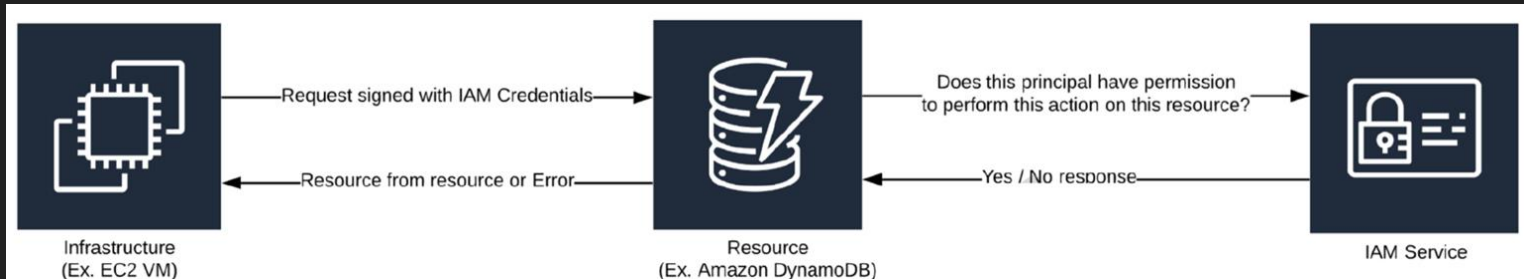 Request signed with IAM Credentials
Resource from resource or Error
Does this principal have permission
to perform this action on this resource?
Yes / No response
Infrastructure
(Ex. EC2 VM)
Resource
(Ex. Amazon DynamoDB)
IAM Service